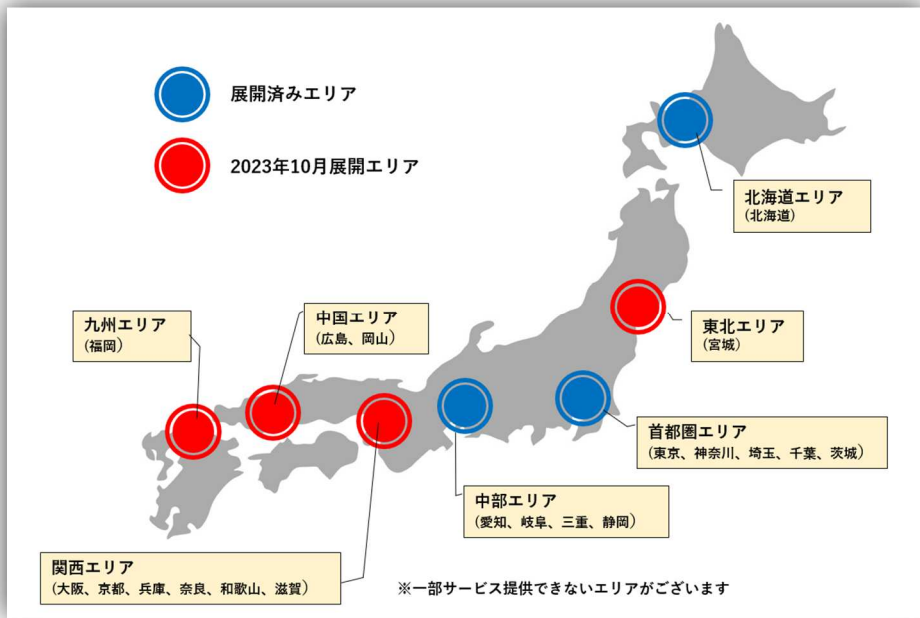 展開済みエリア
2023年10月展開エリア
北海道エリア
(北海道)
東北エリア
(宮城)
中国エリア
(広島、岡山)
九州エリア
(福岡)
首都圏エリア
(東京、神奈川、埼玉、千葉、茨城)
中部エリア
(愛知、岐阜、三重、静岡)
関西エリア
(大阪、京都、兵庫、奈良、和歌山、滋賀)
※一部サービス提供できないエリアがございます